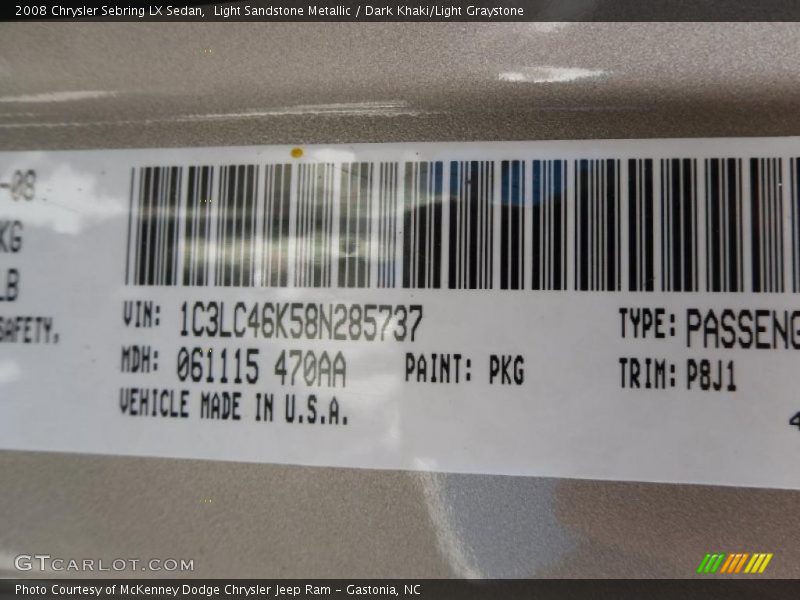 2008 Chrysler Sebring LX Sedan,  Light Sandstone Metallic / Dark Khaki/Light Graystone
-08
KG
LB
SAFETY.
VIN: 1C3LC46K58N285737
TYPE: PASSENG
MDH: 061115 470AA
PAINT: PKG
TRIM: P8J1
VEHICLE MADE IN U.S.A.
4
GTCARLOT.COM
Photo Courtesy of McKenney Dodge Chrysler Jeep Ram - Gastonia, NC